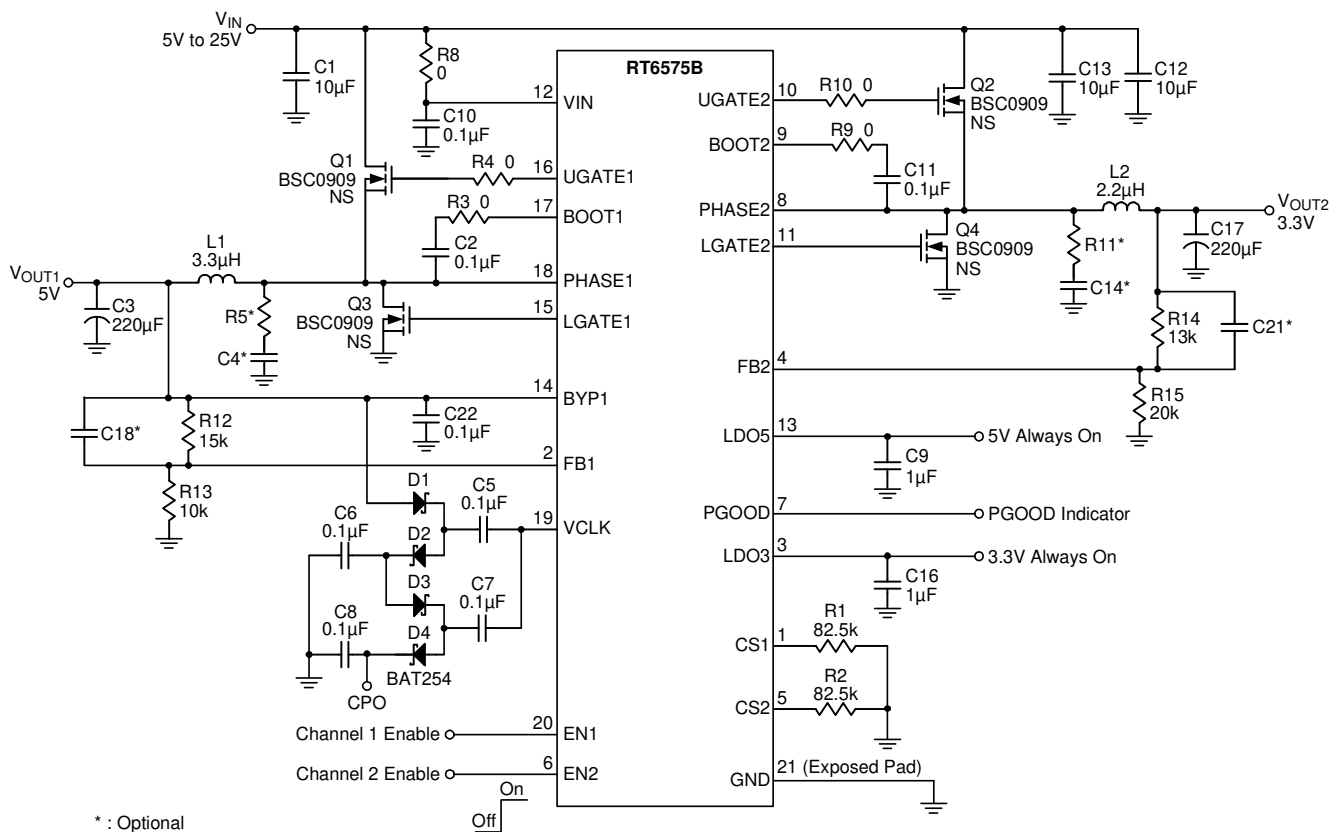 VIN
5V to 25V
C1
10µF
R8
0
12
VIN
C10
0.1µF
RT6575B
UGATE2
10
R10 0
Q2
BSC0909
NS
C13
10µF
C12
10µF
BOOT2
9
R9 0
C11
0.1µF
Q1
BSC0909
NS
R4 0
16
UGATE1
R3 0
17
BOOT1
C2
0.1µF
PHASE2
8
L2
2.2µH
VOUT2
3.3V
LGATE2
11
Q4
BSC0909
NS
R11*
C14*
C17
220µF
VOUT1
5V
L1
3.3µH
18
PHASE1
C3
220µF
R5*
C4*
Q3
BSC0909
NS
15
LGATE1
R14
13k
C21*
FB2
4
R15
20k
14
BYP1
C18*
R12
15k
C22
0.1µF
2
FB1
R13
10k
LDO5
13
5V Always On
C9
1µF
D1
C5
0.1µF
19
VCLK
C6
0.1µF
D2
D3
C7
0.1µF
C8
0.1µF
D4
BAT254
CPO
PGOOD
7
PGOOD Indicator
LDO3
3
3.3V Always On
C16
1µF
CS1
1
R1
82.5k
CS2
5
R2
82.5k
Channel 1 Enable
20
EN1
Channel 2 Enable
6
EN2
GND
21 (Exposed Pad)
On
Off
* : Optional